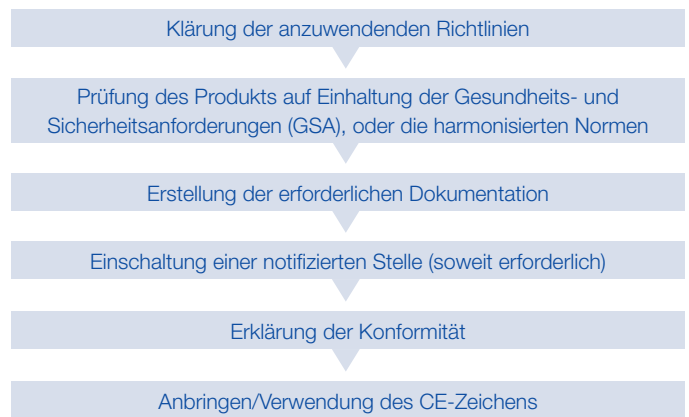 Klärung der anzuwendenden Richtlinien
Prüfung des Produkts auf Einhaltung der Gesundheits- und
Sicherheitsanforderungen (GSA), oder die harmonisierten Normen
Erstellung der erforderlichen Dokumentation
Einschaltung einer notifizierten Stelle (soweit erforderlich)
Erklärung der Konformität
Anbringen/Verwendung des CE-Zeichens